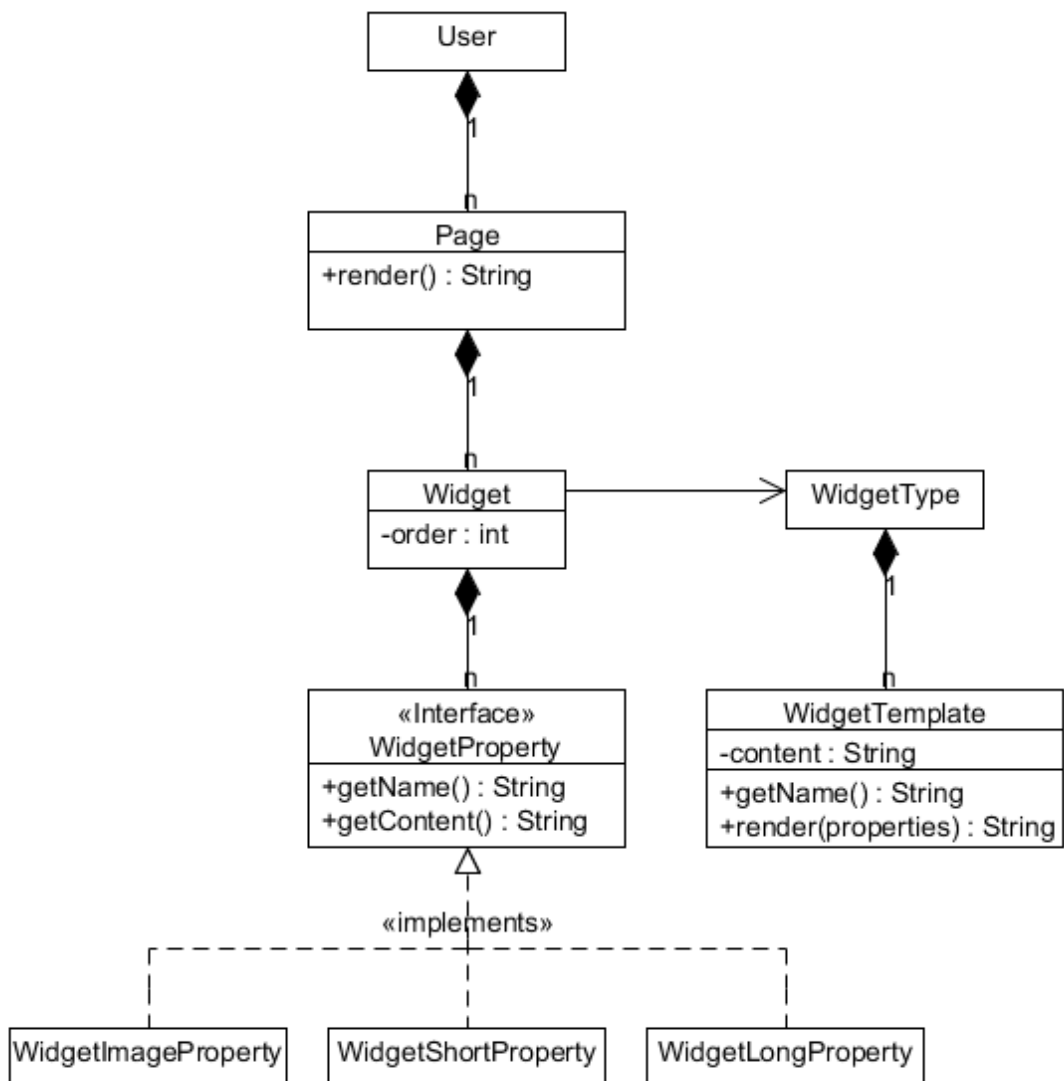 User
1
n
Page
+render() : String
1
n
Widget
-order : int
WidgetType
1
1
n
n
«Interface»
WidgetProperty
+getName() : String
+getContent() : String
WidgetTemplate
-content : String
+getName() : String
+render(properties) : String
«implements»
WidgetImageProperty
WidgetShortProperty
WidgetLongProperty